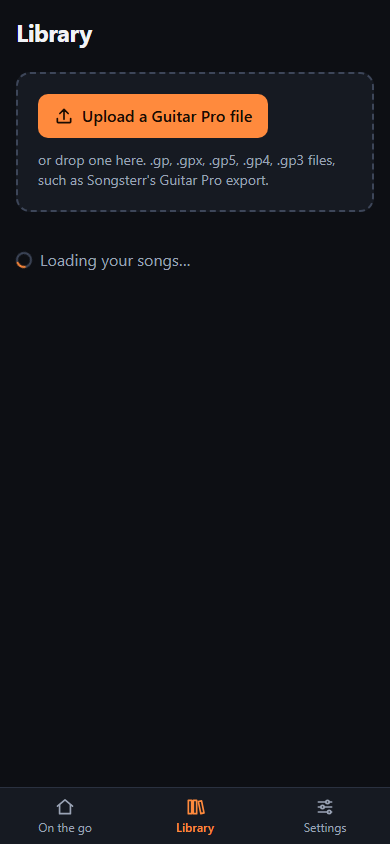 Library
Upload a Guitar Pro file
or drop one here. .gp, .gpx, .gp5, .gp4, .gp3 files,
such as Songsterr's Guitar Pro export.
Loading your songs...
On the go
Library
Settings